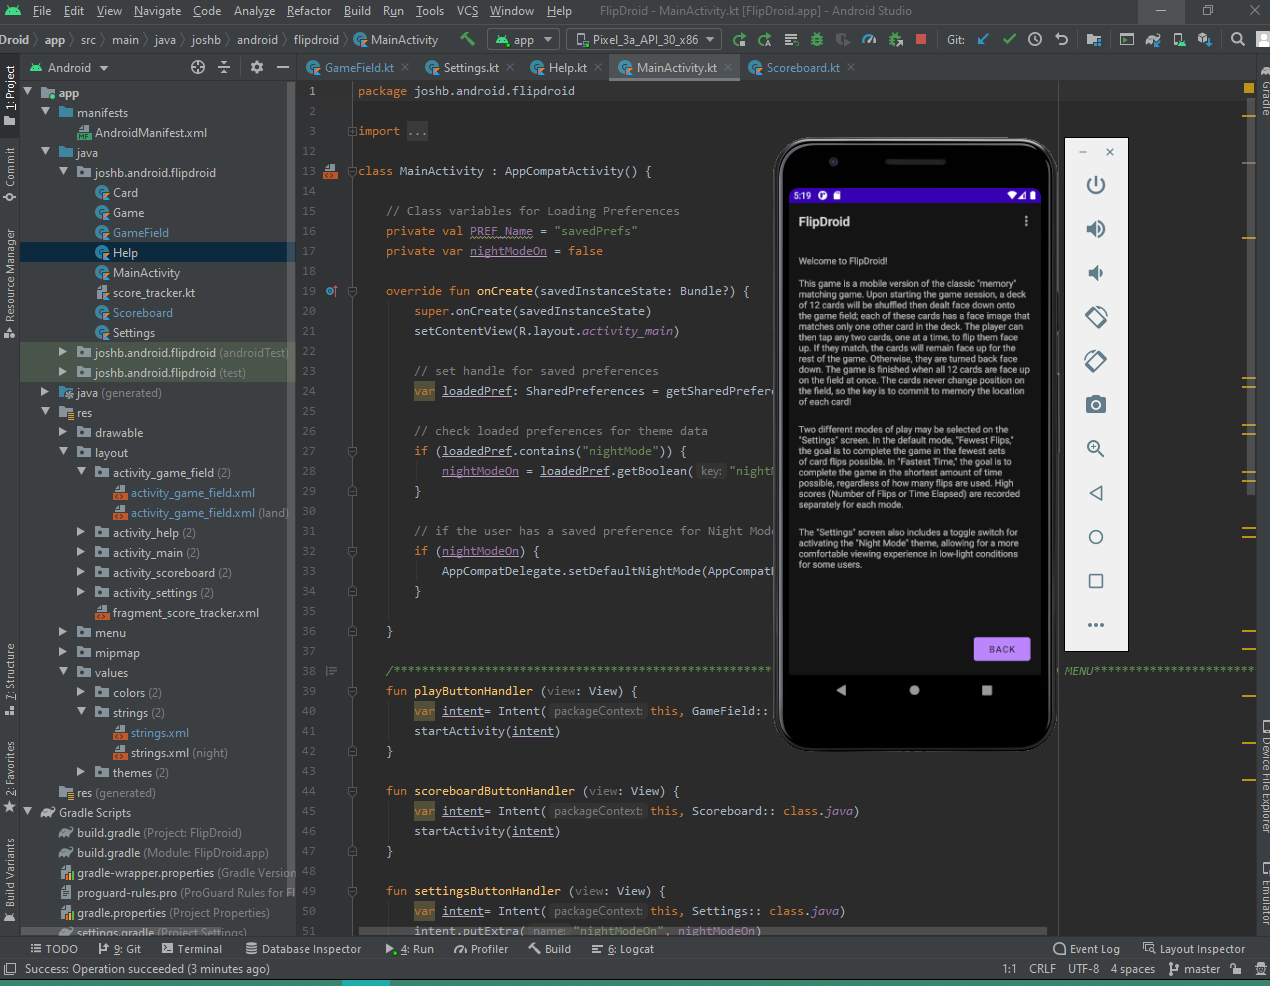 File Edit View Navigate Code Analyze Refactor Build Run Tools VCS Window Help FlipDroid - MainActivity.kt [FlipDroid.app] - Android Studio
Droid app src main java joshb android flipdroid MainActivity app Pixel_3a_API_30_x86 Git:
Android GameField.kt Settings.kt Help.kt MainActivity.kt Scoreboard.kt
1: Project
Commit
Resource Manager
7: Structure
2: Favorites
Build Variants
app
manifests
AndroidManifest.xml
java
joshb.android.flipdroid
Card
Game
GameField
Help
MainActivity
score_tracker.kt
Scoreboard
Settings
joshb.android.flipdroid (androidTest)
joshb.android.flipdroid (test)
java (generated)
res
drawable
layout
activity_game_field (2)
activity_game_field.xml
activity_game_field.xml (land)
activity_help (2)
activity_main (2)
activity_scoreboard (2)
activity_settings (2)
fragment_score_tracker.xml
menu
mipmap
values
colors (2)
strings (2)
strings.xml
strings.xml (night)
themes (2)
res (generated)
Gradle Scripts
build.gradle (Project: FlipDroid)
build.gradle (Module: FlipDroid.app)
gradle-wrapper.properties (Gradle Version
proguard-rules.pro (ProGuard Rules for Fl
gradle.properties (Project Properties)
settings.gradle (Project Settings)
1 package joshb.android.flipdroid
2
3 import ...
12
13 class MainActivity : AppCompatActivity() {
14
15 // Class variables for Loading Preferences
16 private val PREF_Name = "savedPrefs"
17 private var nightModeOn = false
18
19 override fun onCreate(savedInstanceState: Bundle?) {
20 super.onCreate(savedInstanceState)
21 setContentView(R.layout.activity_main)
22
23 // set handle for saved preferences
24 var loadedPref: SharedPreferences = getSharedPrefere
25
26 // check loaded preferences for theme data
27 if (loadedPref.contains("nightMode")) {
28 nightModeOn = loadedPref.getBoolean( key: "night
29 }
30
31 // if the user has a saved preference for Night Mod
32 if (nightModeOn) {
33 AppCompatDelegate.setDefaultNightMode(AppCompat
34 }
35
36 }
37
38 /****************************************************** MENU***********************
39 fun playButtonHandler (view: View) {
40 var intent= Intent( packageContext: this, GameField::
41 startActivity(intent)
42 }
43
44 fun scoreboardButtonHandler (view: View) {
45 var intent= Intent( packageContext: this, Scoreboard:: class.java)
46 startActivity(intent)
47 }
48
49 fun settingsButtonHandler (view: View) {
50 var intent= Intent( packageContext: this, Settings:: class.java)
51 intent.putExtra( name: "nightModeOn", nightModeOn)
5:19
FlipDroid
Welcome to FlipDroid!
This game is a mobile version of the classic "memory"
matching game. Upon starting the game session, a deck
of 12 cards will be shuffled then dealt face down onto
the game field; each of these cards has a face image that
matches only one other card in the deck. The player can
then tap any two cards, one at a time, to flip them face
up. If they match, the cards will remain face up for the
rest of the game. Otherwise, they are turned back face
down. The game is finished when all 12 cards are face up
on the field at once. The cards never change position on
the field, so the key is to commit to memory the location
of each card!
Two different modes of play may be selected on the
"Settings" screen. In the default mode, "Fewest Flips,"
the goal is to complete the game in the fewest sets
of card flips possible. In "Fastest Time," the goal is to
complete the game in the shortest amount of time
possible, regardless of how many flips are used. High
scores (Number of Flips or Time Elapsed) are recorded
separately for each mode.
The "Settings" screen also includes a toggle switch for
activating the "Night Mode" theme, allowing for a more
comfortable viewing experience in low-light conditions
for some users.
BACK
Gradle
Device File Explorer
Emulator
TODO 9: Git Terminal Database Inspector 4: Run Profiler Build 6: Logcat Event Log Layout Inspector
Success: Operation succeeded (3 minutes ago) 1:1 CRLF UTF-8 4 spaces master